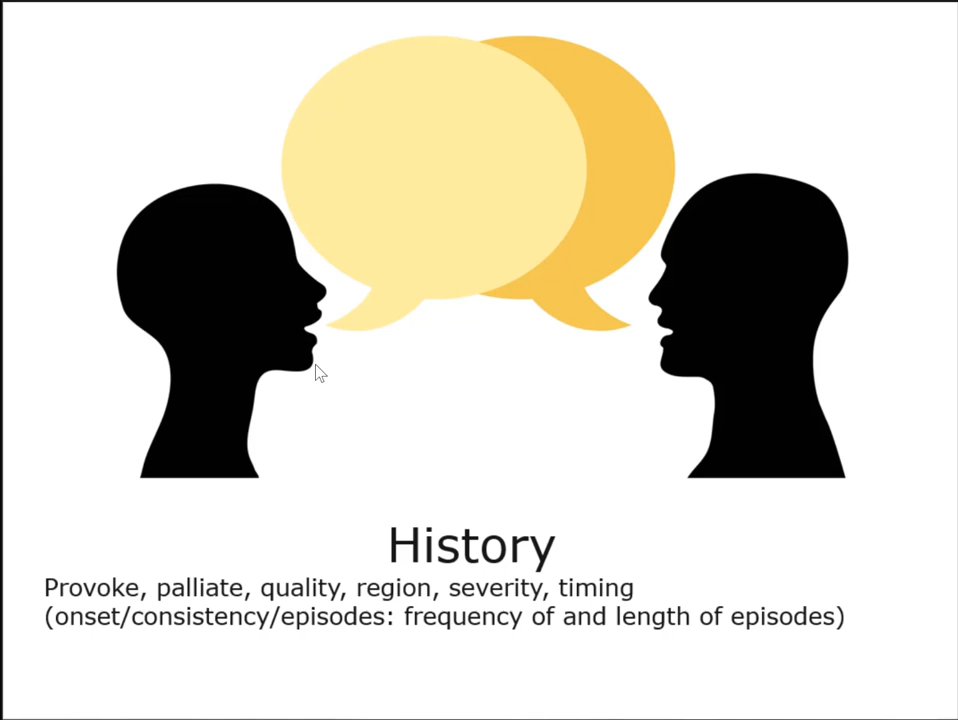 History
Provoke, palliate, quality, region, severity, timing
(onset/consistency/episodes: frequency of and length of episodes)